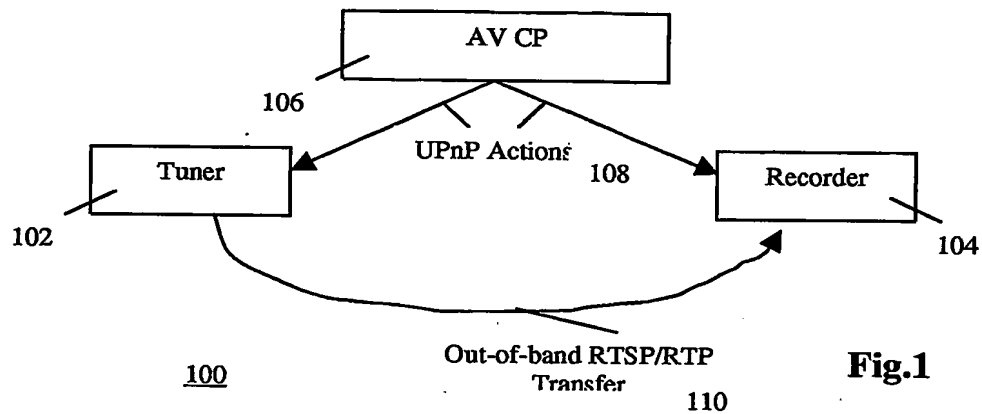 AV CP
106
UPnP Actions
108
Tuner
Recorder
102
104
Out-of-band RTSP/RTP
Transfer
110
100
Fig.1